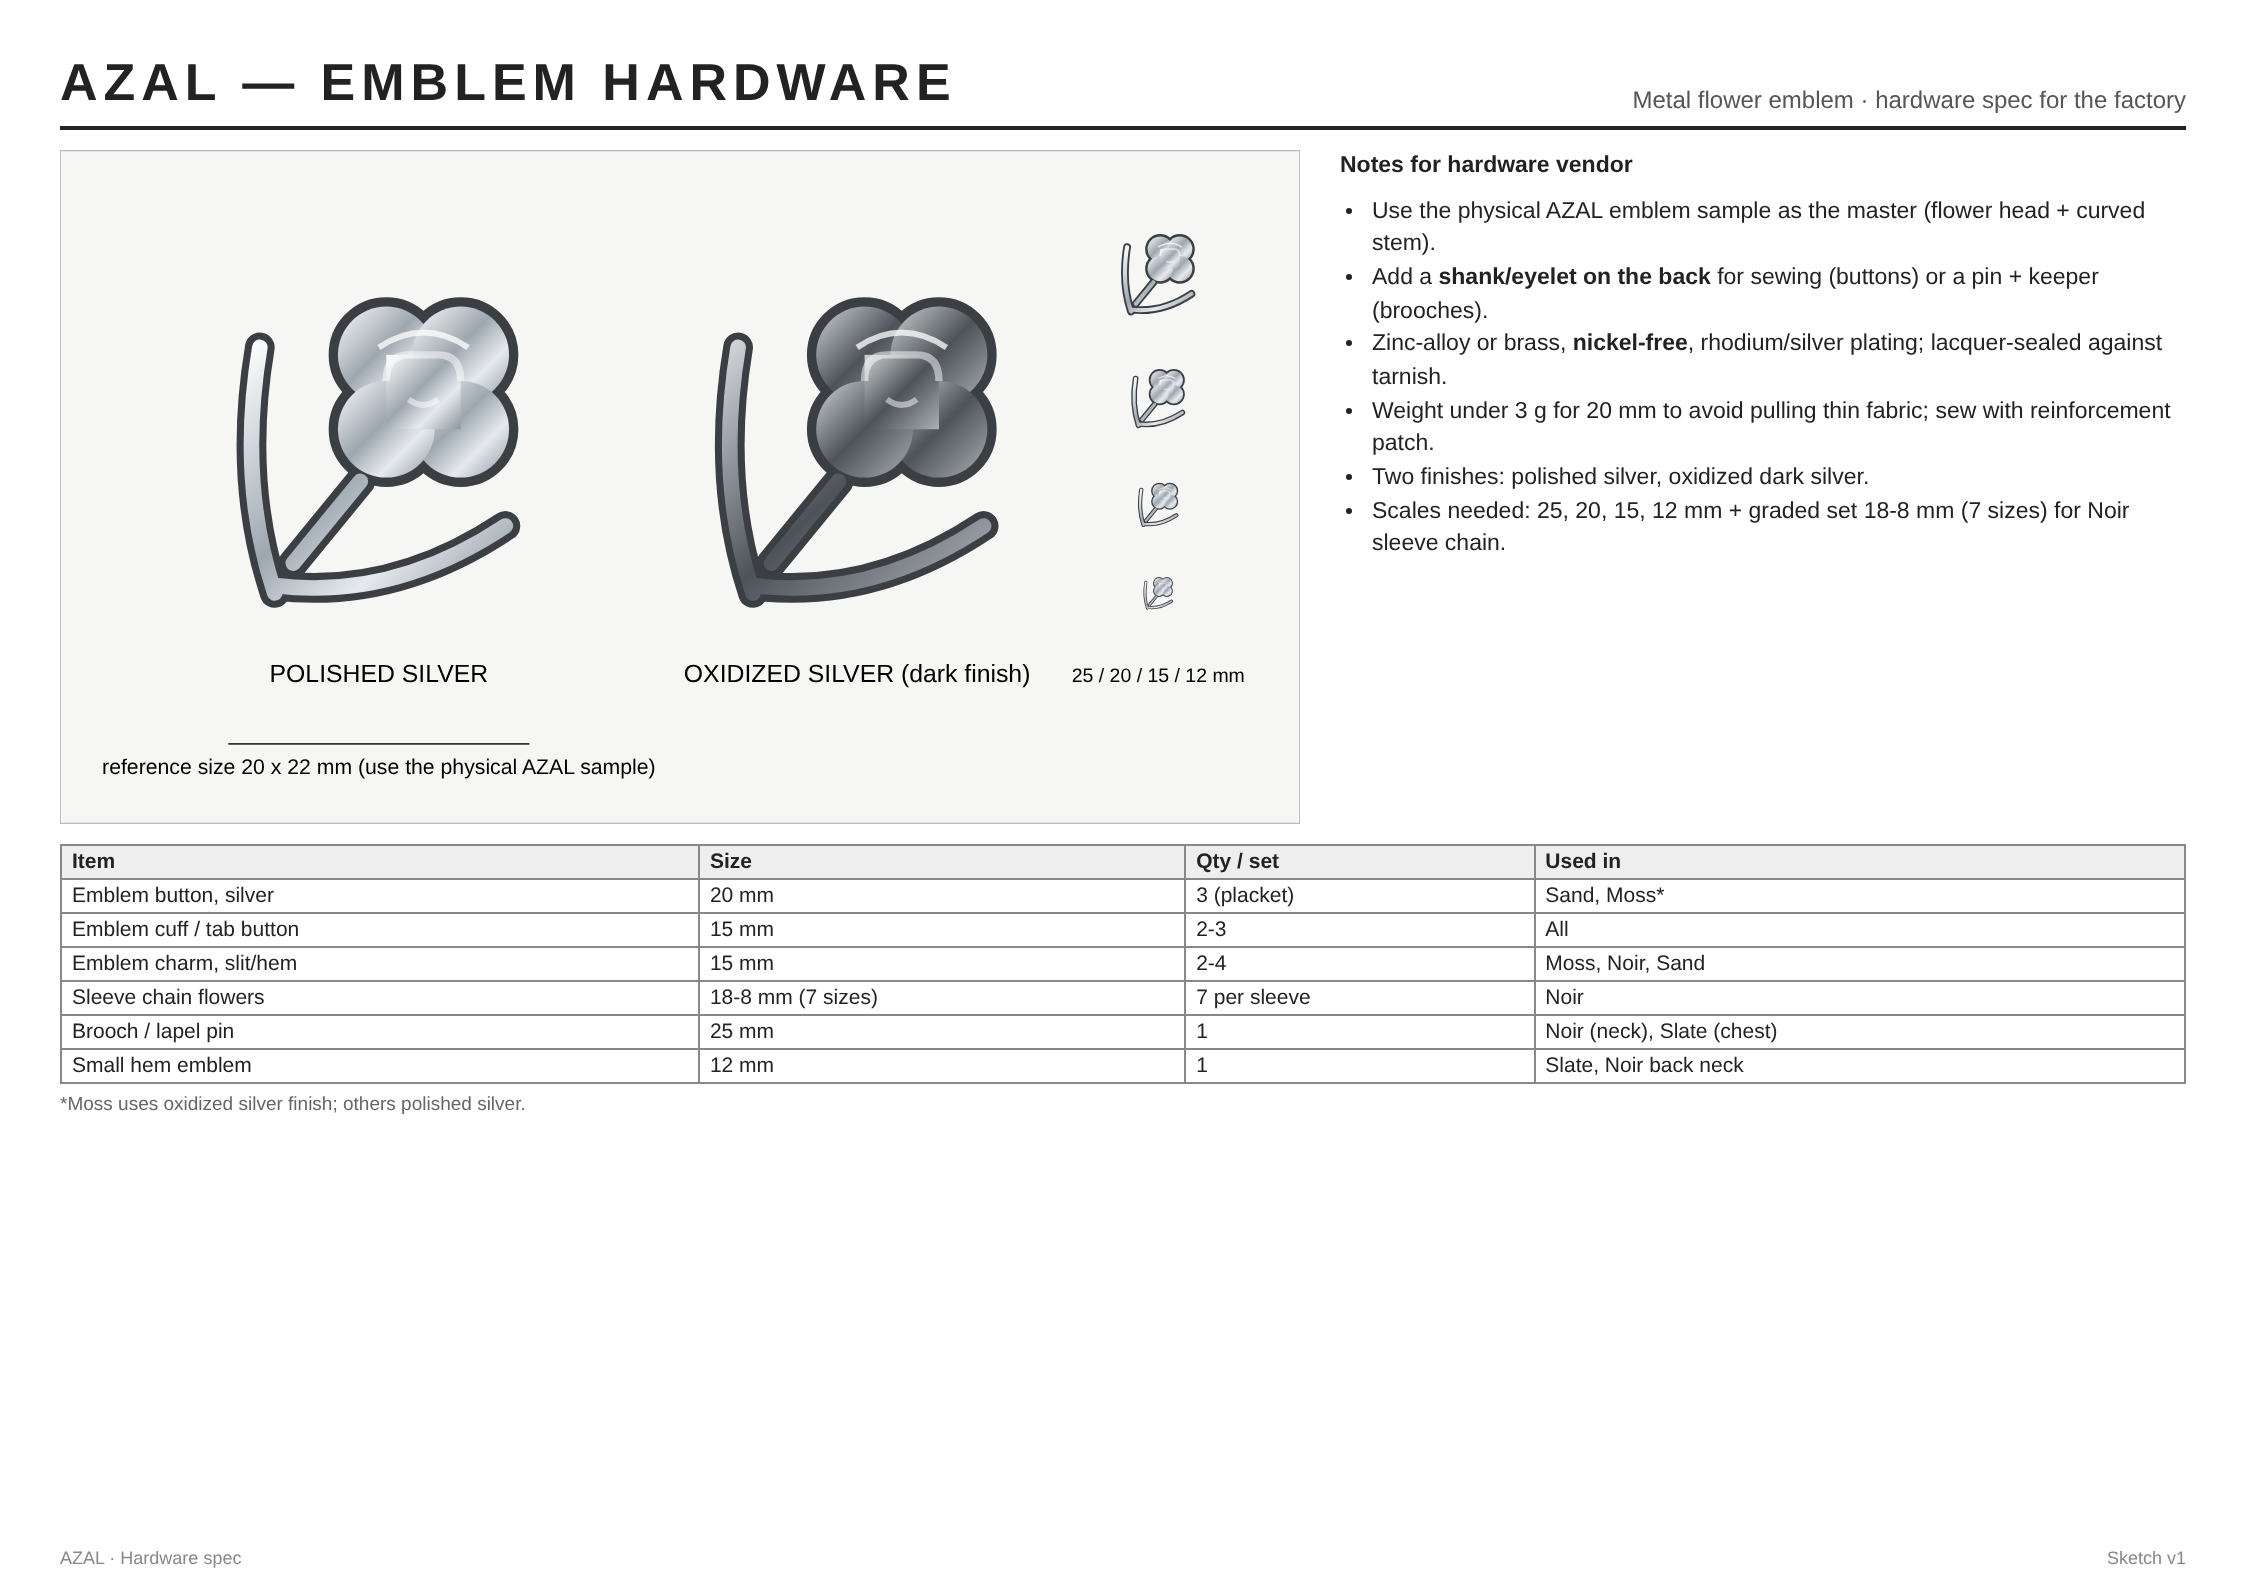 AZAL — EMBLEM HARDWARE
Metal flower emblem · hardware spec for the factory
POLISHED SILVER
OXIDIZED SILVER (dark finish)
25 / 20 / 15 / 12 mm
reference size 20 x 22 mm (use the physical AZAL sample)
Notes for hardware vendor
• Use the physical AZAL emblem sample as the master (flower head + curved
stem).
• Add a shank/eyelet on the back for sewing (buttons) or a pin + keeper
(brooches).
• Zinc-alloy or brass, nickel-free, rhodium/silver plating; lacquer-sealed against
tarnish.
• Weight under 3 g for 20 mm to avoid pulling thin fabric; sew with reinforcement
patch.
• Two finishes: polished silver, oxidized dark silver.
• Scales needed: 25, 20, 15, 12 mm + graded set 18-8 mm (7 sizes) for Noir
sleeve chain.
Item Size Qty / set Used in
Emblem button, silver 20 mm 3 (placket) Sand, Moss*
Emblem cuff / tab button 15 mm 2-3 All
Emblem charm, slit/hem 15 mm 2-4 Moss, Noir, Sand
Sleeve chain flowers 18-8 mm (7 sizes) 7 per sleeve Noir
Brooch / lapel pin 25 mm 1 Noir (neck), Slate (chest)
Small hem emblem 12 mm 1 Slate, Noir back neck
*Moss uses oxidized silver finish; others polished silver.
AZAL · Hardware spec
Sketch v1